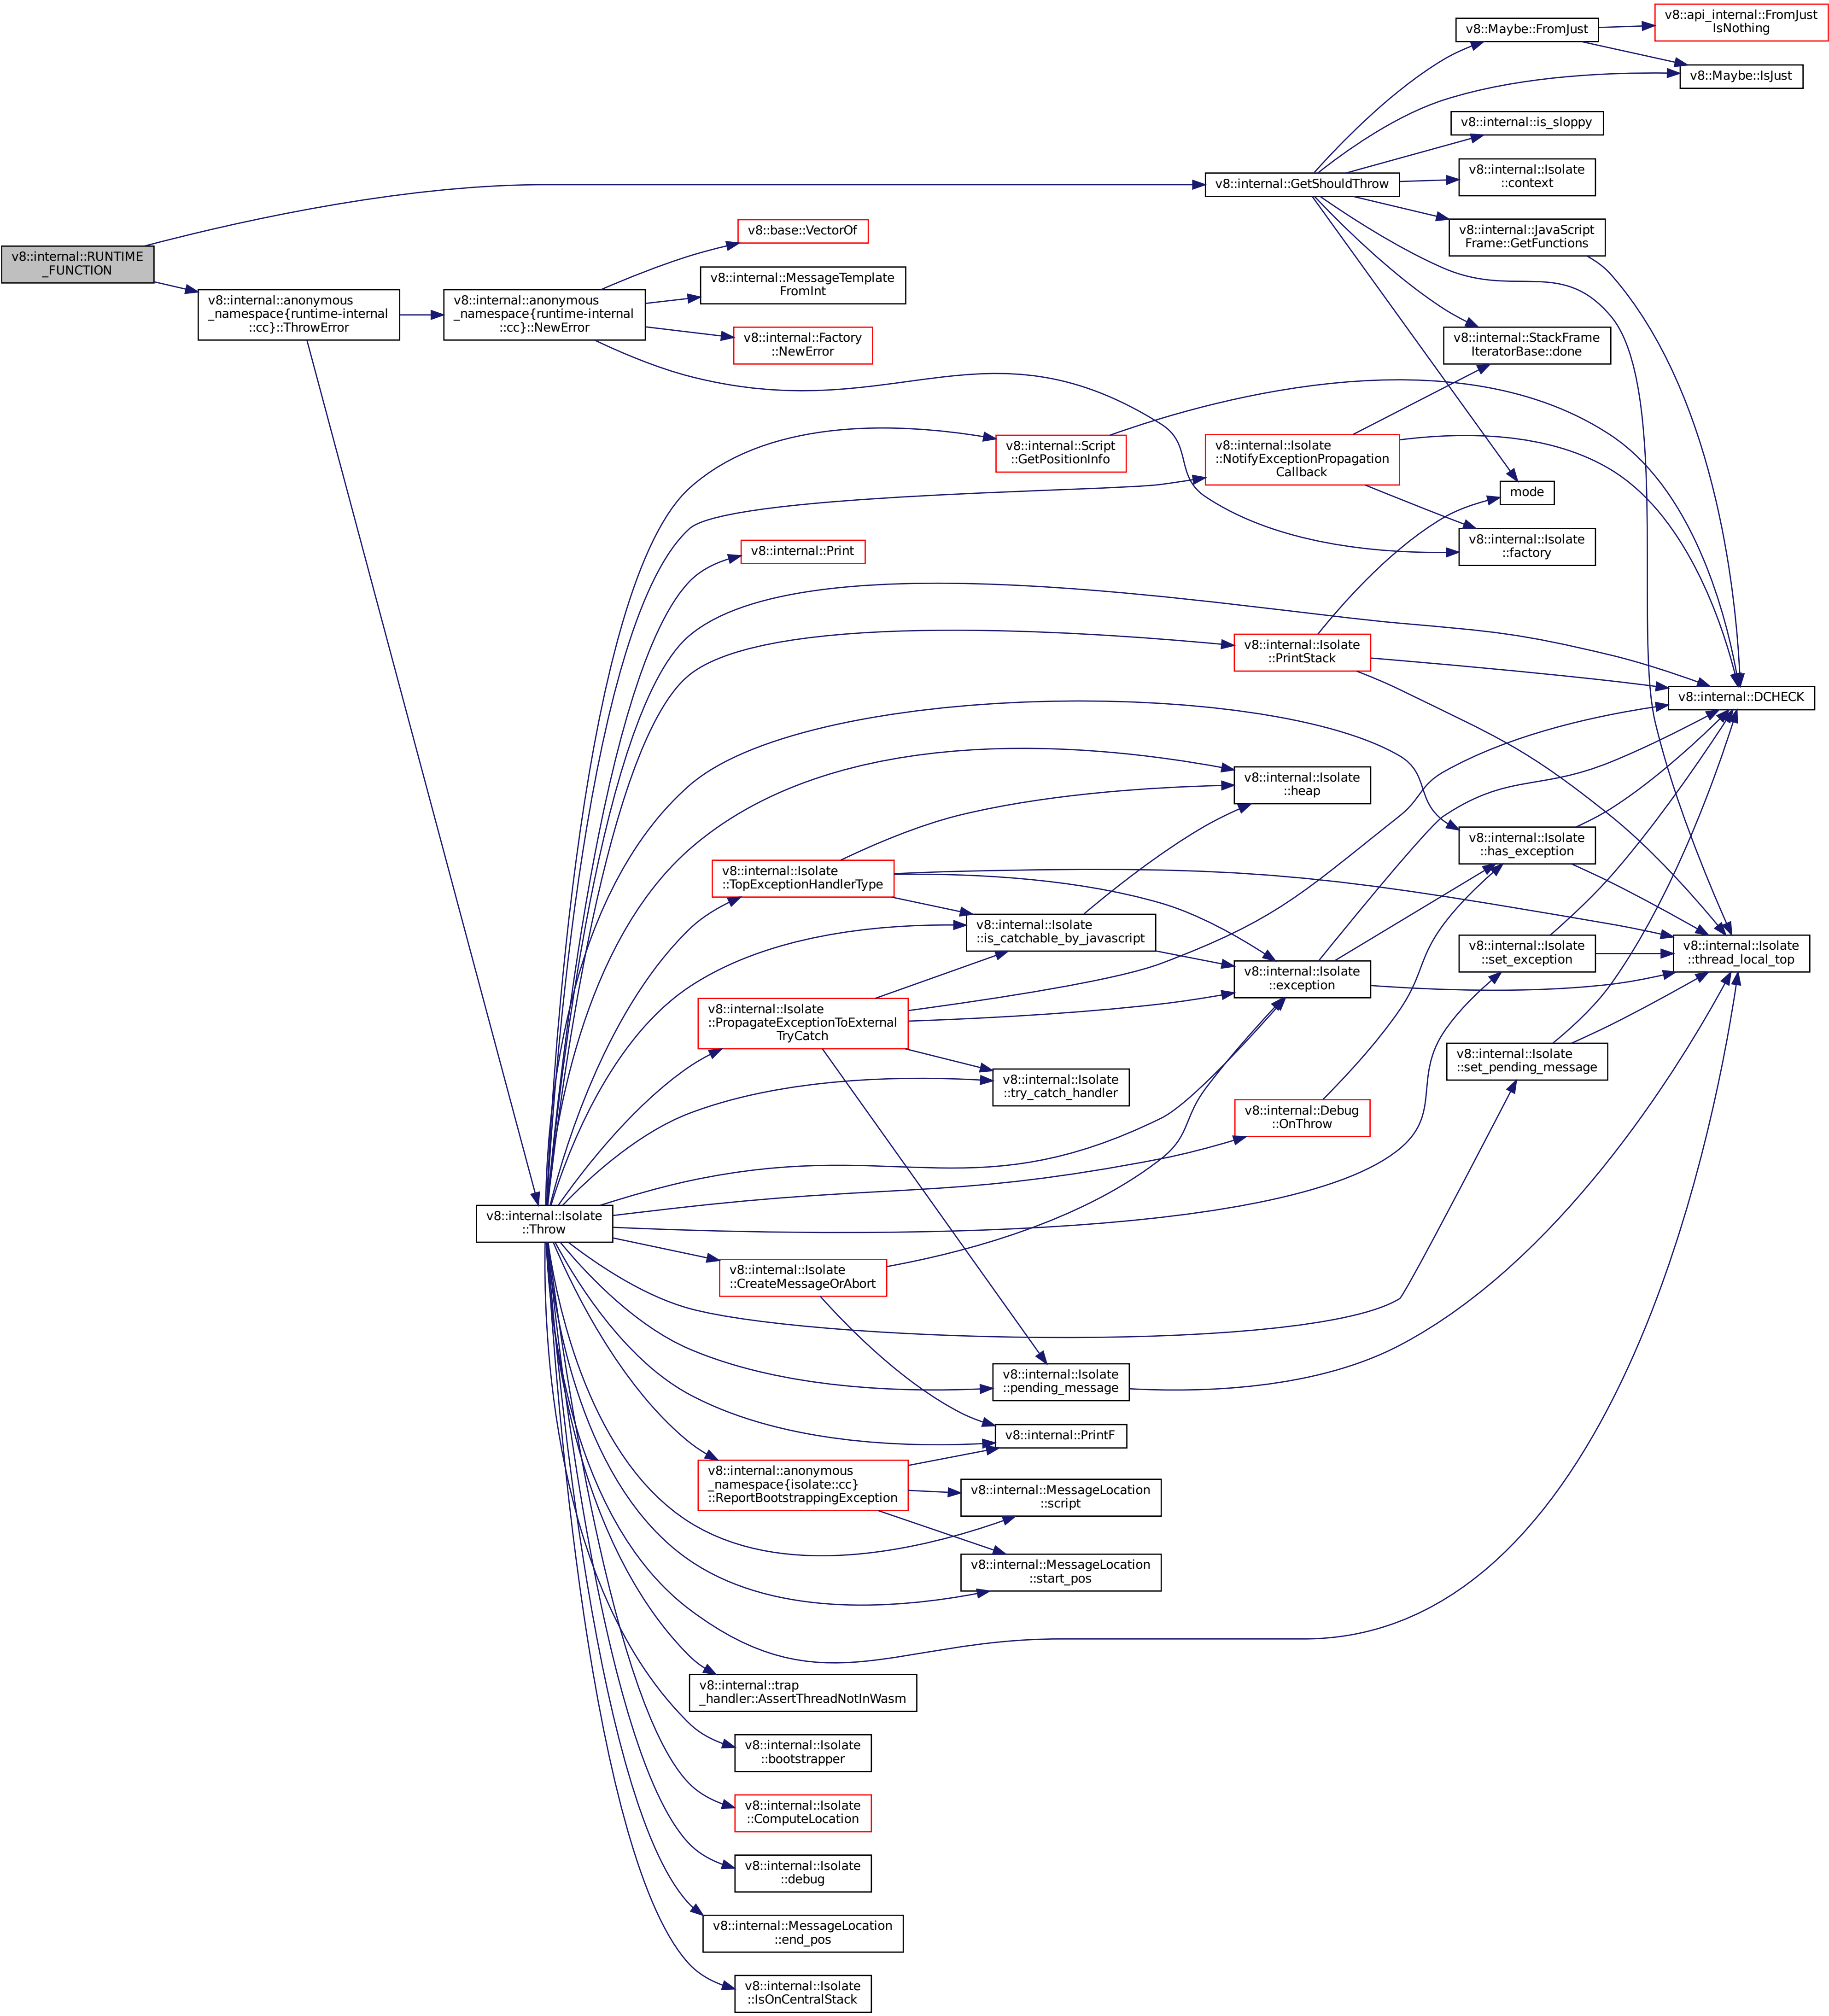 v8::api_internal::FromJust
IsNothing
v8::Maybe::FromJust
v8::Maybe::IsJust
v8::internal::is_sloppy
v8::internal::Isolate
::context
v8::internal::GetShouldThrow
v8::internal::JavaScript
Frame::GetFunctions
v8::base::VectorOf
v8::internal::RUNTIME
_FUNCTION
v8::internal::MessageTemplate
FromInt
v8::internal::anonymous
_namespace{runtime-internal
::cc}::ThrowError
v8::internal::anonymous
_namespace{runtime-internal
::cc}::NewError
v8::internal::Factory
::NewError
v8::internal::StackFrame
IteratorBase::done
v8::internal::Script
::GetPositionInfo
v8::internal::Isolate
::NotifyExceptionPropagation
Callback
mode
v8::internal::Isolate
::factory
v8::internal::Print
v8::internal::Isolate
::PrintStack
v8::internal::DCHECK
v8::internal::Isolate
::heap
v8::internal::Isolate
::has_exception
v8::internal::Isolate
::TopExceptionHandlerType
v8::internal::Isolate
::is_catchable_by_javascript
v8::internal::Isolate
::set_exception
v8::internal::Isolate
::thread_local_top
v8::internal::Isolate
::exception
v8::internal::Isolate
::PropagateExceptionToExternal
TryCatch
v8::internal::Isolate
::set_pending_message
v8::internal::Isolate
::try_catch_handler
v8::internal::Debug
::OnThrow
v8::internal::Isolate
::Throw
v8::internal::Isolate
::CreateMessageOrAbort
v8::internal::Isolate
::pending_message
v8::internal::PrintF
v8::internal::anonymous
_namespace{isolate::cc}
::ReportBootstrappingException
v8::internal::MessageLocation
::script
v8::internal::MessageLocation
::start_pos
v8::internal::trap
_handler::AssertThreadNotInWasm
v8::internal::Isolate
::bootstrapper
v8::internal::Isolate
::ComputeLocation
v8::internal::Isolate
::debug
v8::internal::MessageLocation
::end_pos
v8::internal::Isolate
::IsOnCentralStack